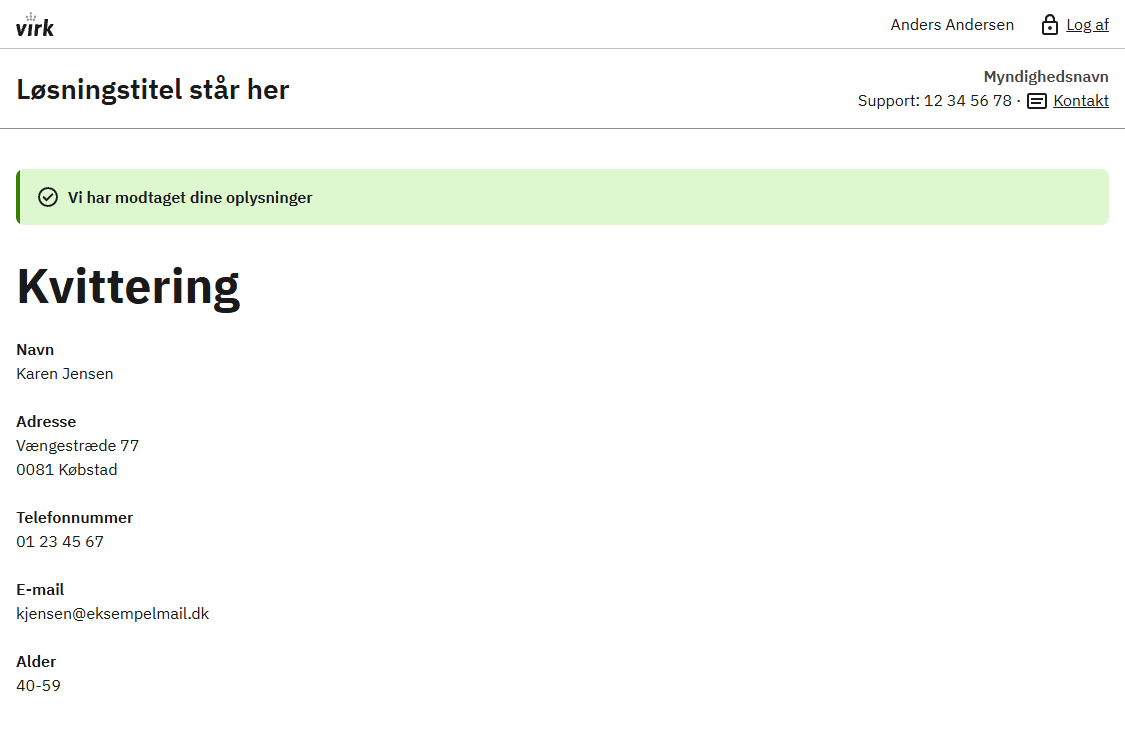 virk
Anders Andersen
Log af
Løsningstitel står her
Myndighedsnavn
Support: 12 34 56 78 · Kontakt
Vi har modtaget dine oplysninger
Kvittering
Navn
Karen Jensen
Adresse
Vængestræde 77
0081 Købstad
Telefonnummer
01 23 45 67
E-mail
kjensen@eksempelmail.dk
Alder
40-59